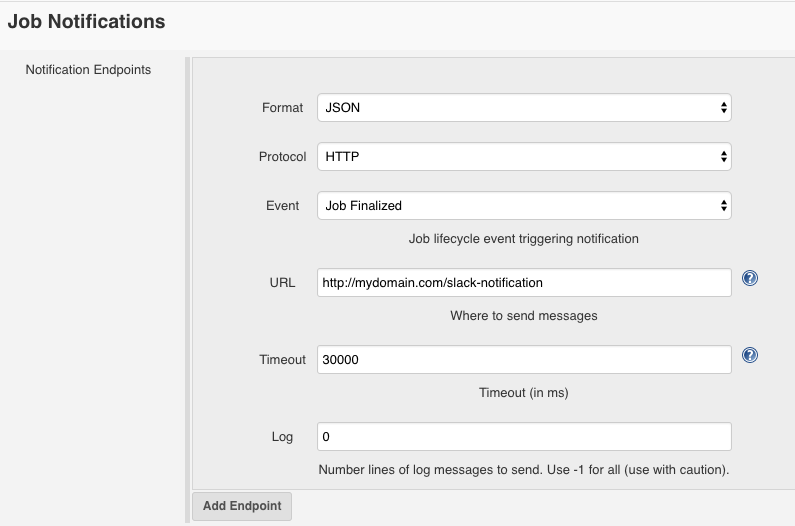 Job Notifications
Notification Endpoints
Format JSON
Protocol HTTP
Event Job Finalized
Job lifecycle event triggering notification
URL http://mydomain.com/slack-notification ?
Where to send messages
Timeout 30000 ?
Timeout (in ms)
Log 0
Number lines of log messages to send. Use -1 for all (use with caution).
Add Endpoint